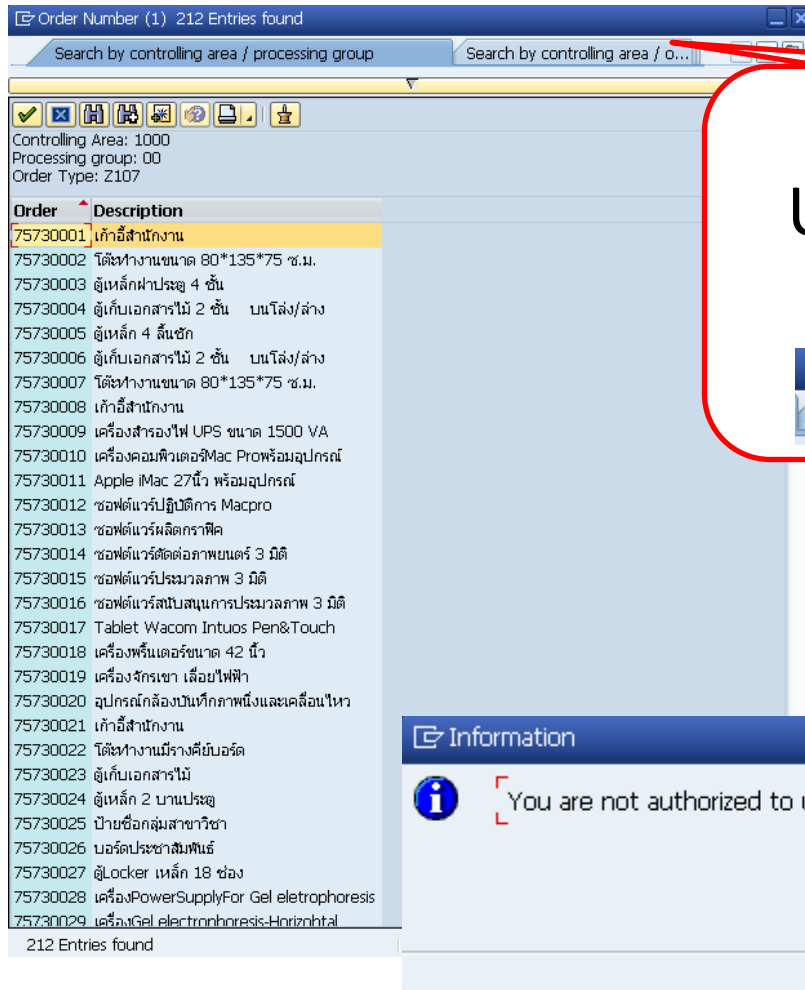 Order Number (1) 212 Entries found
Search by controlling area / processing group
Search by controlling area / o...
Controlling Area: 1000
Processing group: 00
Order Type: Z107
Order Description
75730001 เก้าอี้สำนักงาน
75730002 โต๊ะทำงานขนาด 80*135*75 ซ.ม.
75730003 ตู้เหล็กฝาประตู 4 ชั้น
75730004 ตู้เก็บเอกสารไม้ 2 ชั้น บนโล่ง/ล่าง
75730005 ตู้เหล็ก 4 ลิ้นชัก
75730006 ตู้เก็บเอกสารไม้ 2 ชั้น บนโล่ง/ล่าง
75730007 โต๊ะทำงานขนาด 80*135*75 ซ.ม.
75730008 เก้าอี้สำนักงาน
75730009 เครื่องสำรองไฟ UPS ขนาด 1500 VA
75730010 เครื่องคอมพิวเตอร์Mac Proพร้อมอุปกรณ์
75730011 Apple iMac 27นิ้ว พร้อมอุปกรณ์
75730012 ซอฟต์แวร์ปฏิบัติการ Macpro
75730013 ซอฟต์แวร์ผลิตกราฟิค
75730014 ซอฟต์แวร์ตัดต่อภาพยนตร์ 3 มิติ
75730015 ซอฟต์แวร์ประมวลภาพ 3 มิติ
75730016 ซอฟต์แวร์สนับสนุนการประมวลภาพ 3 มิติ
75730017 Tablet Wacom Intuos Pen&Touch
75730018 เครื่องพริ้นเตอร์ขนาด 42 นิ้ว
75730019 เครื่องจักรเขา เลื่อยไฟฟ้า
75730020 อุปกรณ์กล้องบันทึกภาพนิ่งและเคลื่อนไหว
75730021 เก้าอี้สำนักงาน
75730022 โต๊ะทำงานมีรางคีย์บอร์ด
75730023 ตู้เก็บเอกสารไม้
75730024 ตู้เหล็ก 2 บานประตู
75730025 ป้ายชื่อกลุ่มสาขาวิชา
75730026 บอร์ดประชาสัมพันธ์
75730027 ตู้Locker เหล็ก 18 ช่อง
75730028 เครื่องPowerSupplyFor Gel eletrophoresis
75730029 เครื่องGel electrophoresis-Horizohtal
212 Entries found
Information
You are not authorized to